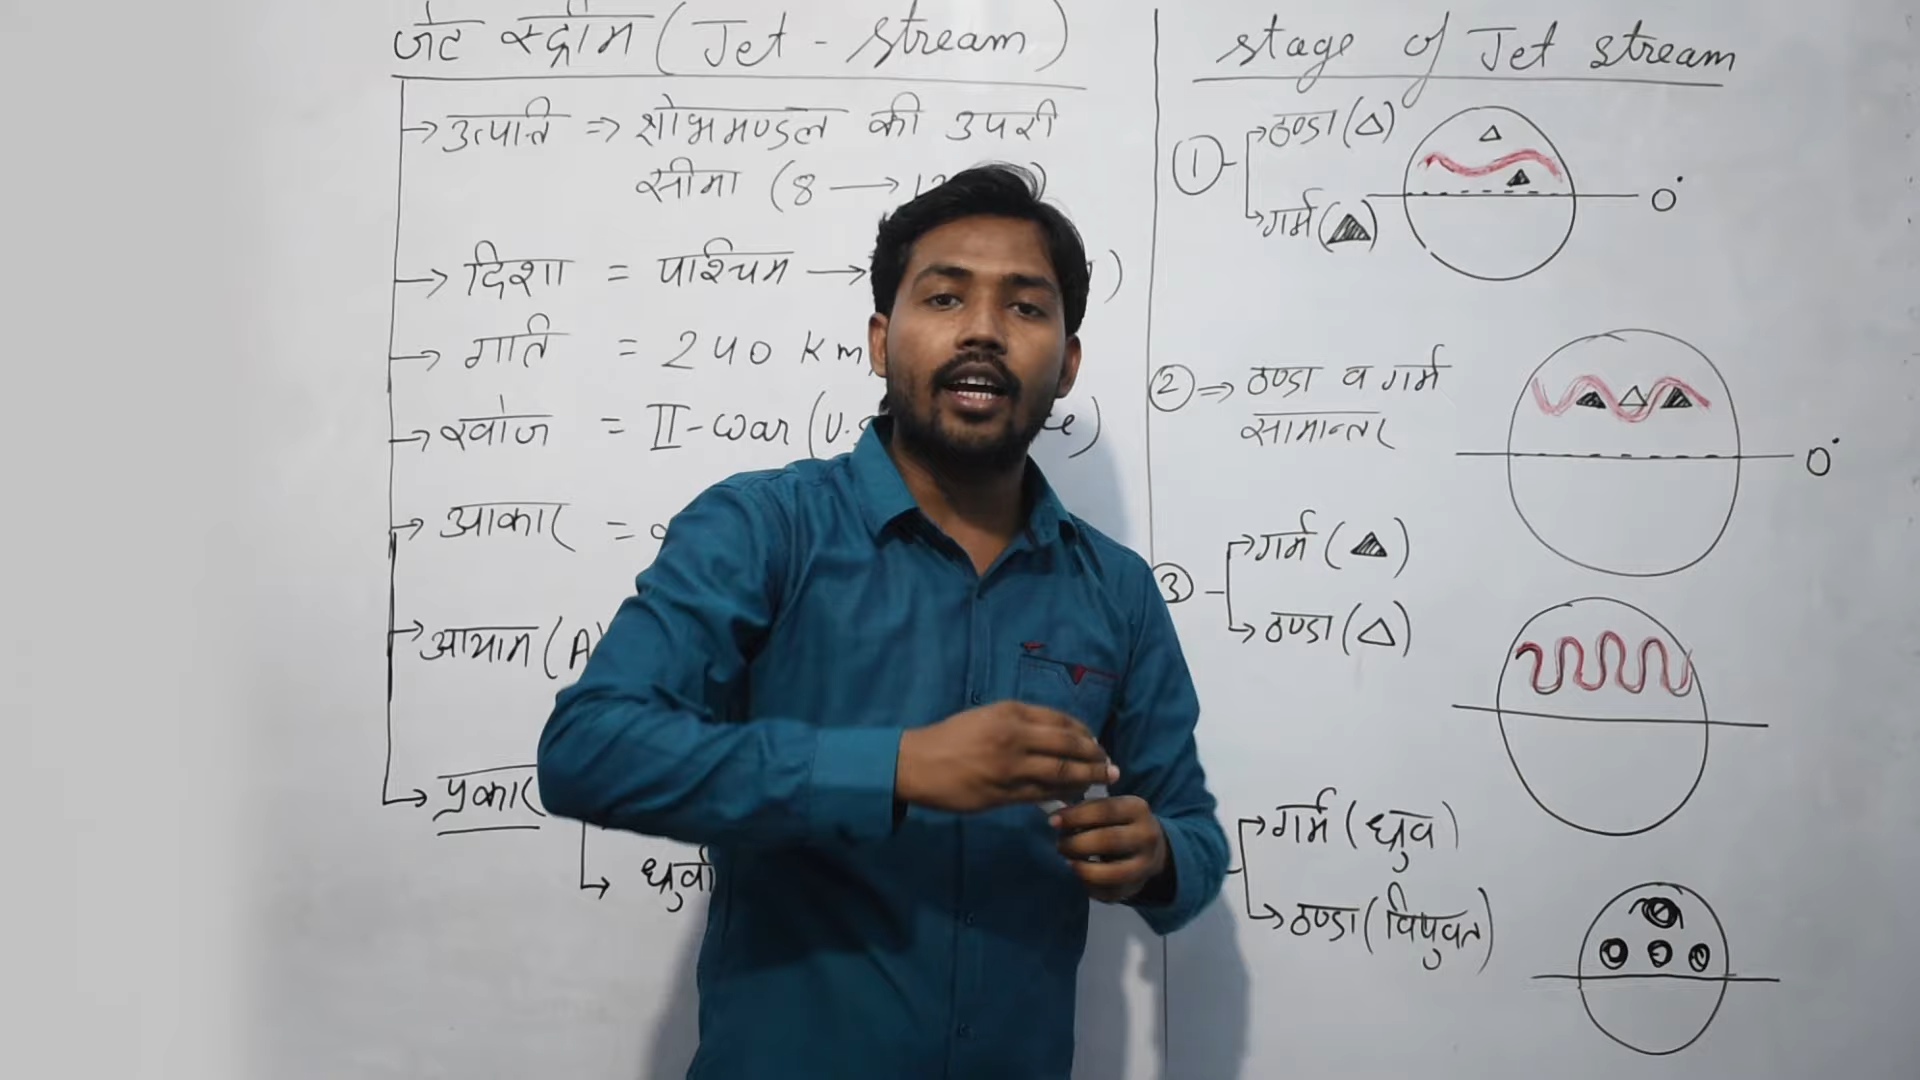 जेट स्ट्रीम (Jet - stream)
→ उत्पत्ति ⇒ शोभमण्डल की उपरी
सीमा (8 →
→ दिशा = पश्चिम →
→ गति = 240 km
→ खोज = II-war (U.
→ आकार =
→ आयाम (A)
→ प्रकार
→
stage of Jet stream
① → ठण्डा (△)
→ गर्म (▲)
0°
② ⇒ ठण्डा व गर्म
सामान्तर
0°
③ → गर्म (▲)
→ ठण्डा (△)
→ गर्म (ध्रुव)
→ ठण्डा (विषुवत)